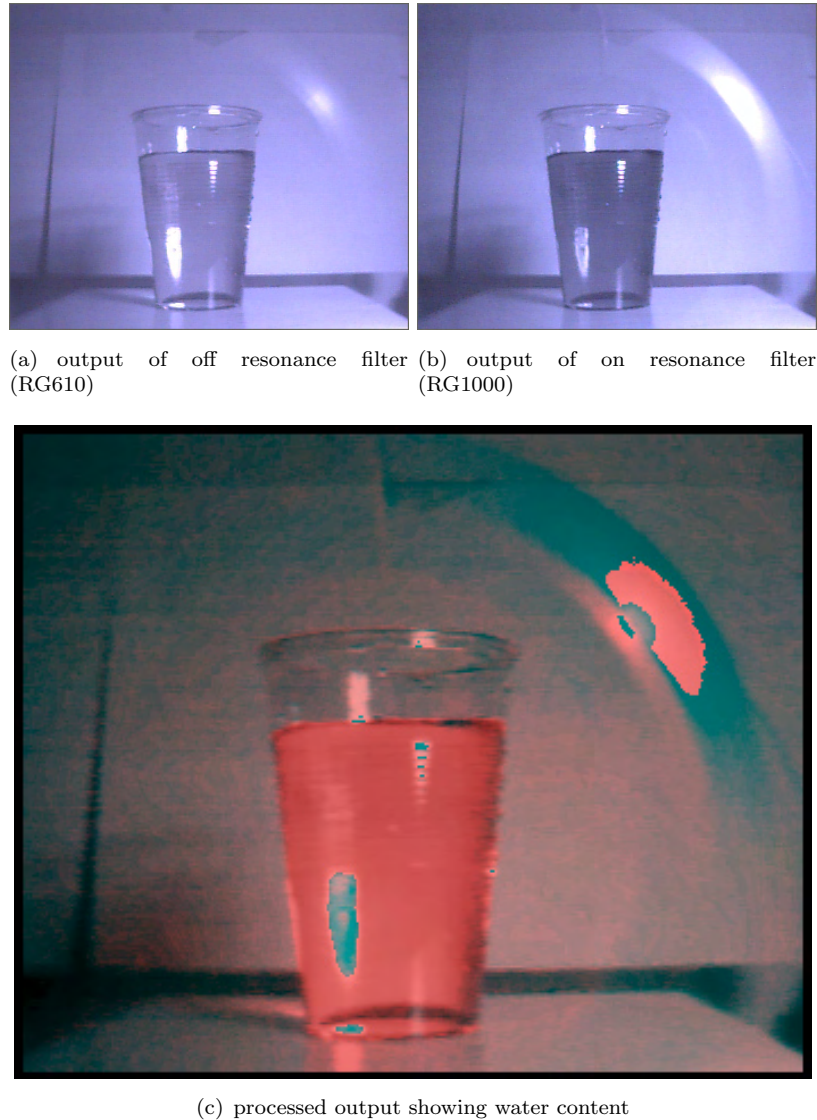 (a) output of off resonance filter
(RG610)
(b) output of on resonance filter
(RG1000)
(c) processed output showing water content